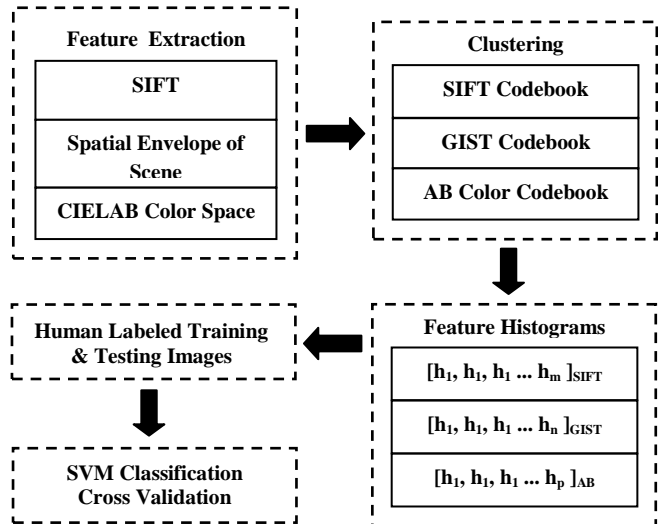 Feature Extraction
SIFT
Spatial Envelope of
Scene
CIELAB Color Space
Clustering
SIFT Codebook
GIST Codebook
AB Color Codebook
Feature Histograms
[h₁, h₁, h₁ ... hₘ ]SIFT
[h₁, h₁, h₁ ... hₙ ]GIST
[h₁, h₁, h₁ ... hₚ ]AB
Human Labeled Training
& Testing Images
SVM Classification
Cross Validation